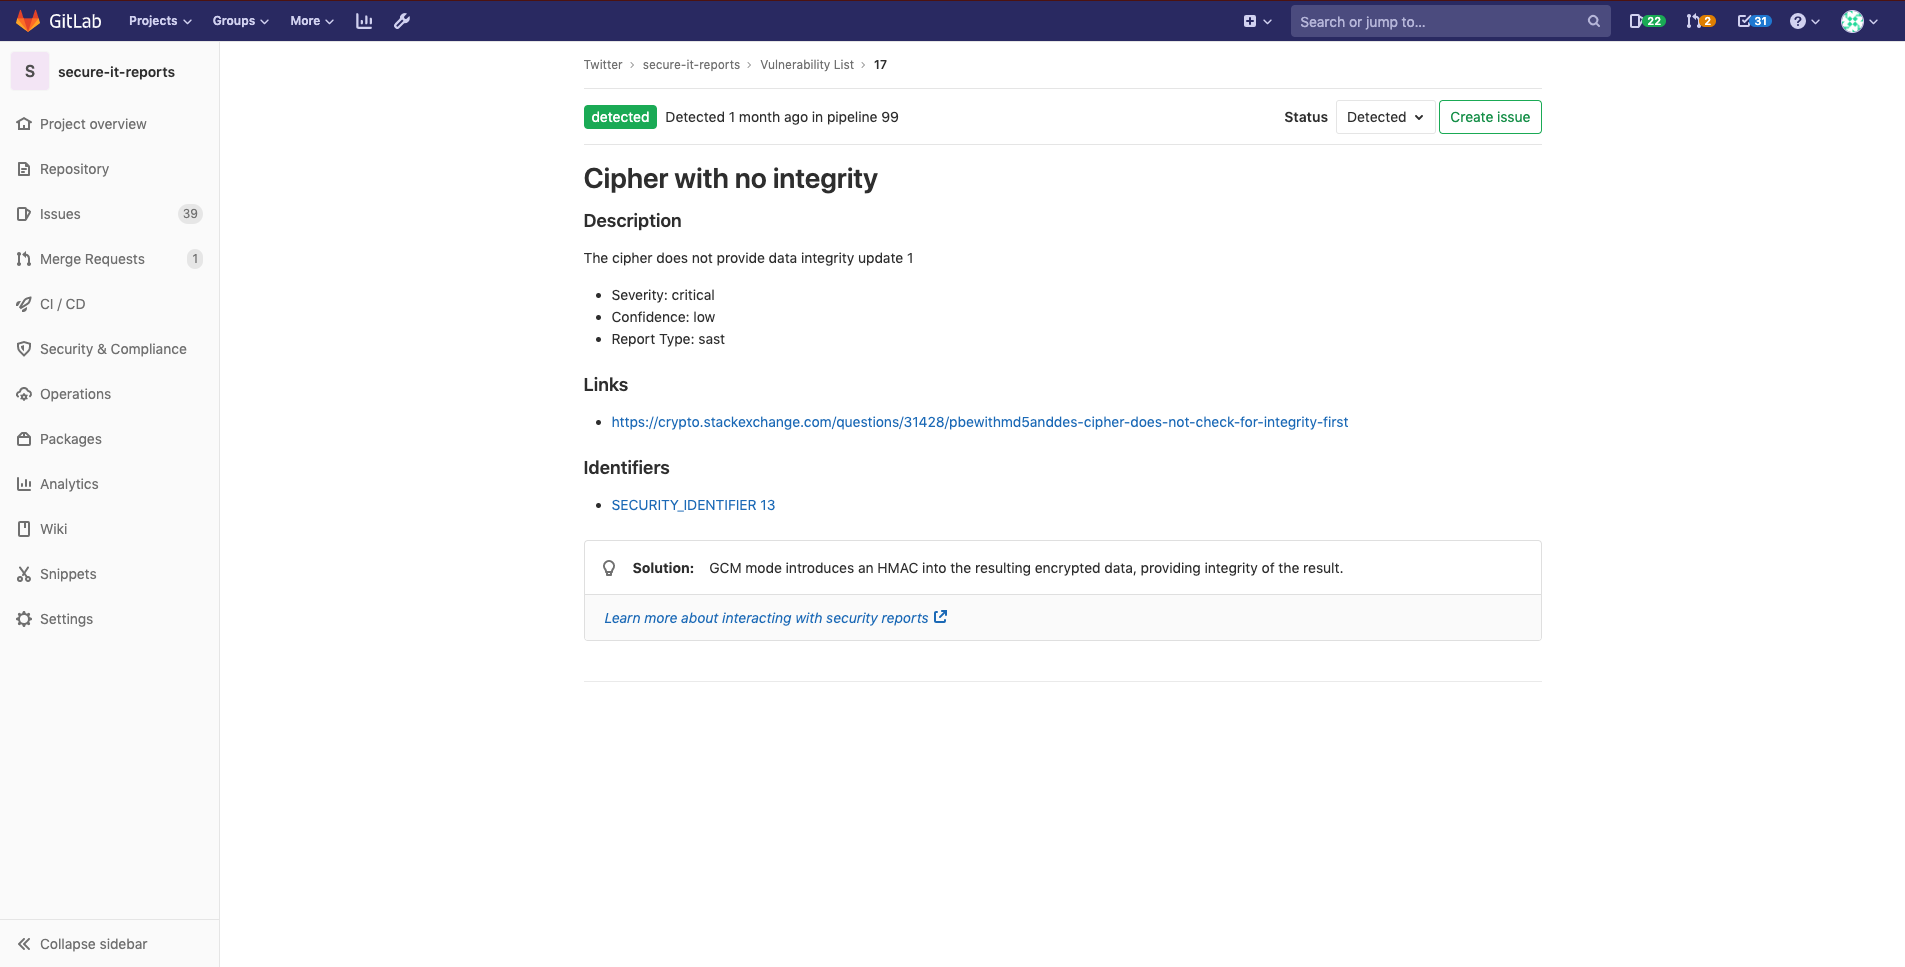 GitLab Projects Groups More Search or jump to... 22 2 31
S secure-it-reports
Project overview
Repository
Issues 39
Merge Requests 1
CI / CD
Security & Compliance
Operations
Packages
Analytics
Wiki
Snippets
Settings
Collapse sidebar
Twitter › secure-it-reports › Vulnerability List › 17
detected Detected 1 month ago in pipeline 99 Status Detected Create issue
Cipher with no integrity
Description
The cipher does not provide data integrity update 1
• Severity: critical
• Confidence: low
• Report Type: sast
Links
• https://crypto.stackexchange.com/questions/31428/pbewithmd5anddes-cipher-does-not-check-for-integrity-first
Identifiers
• SECURITY_IDENTIFIER 13
Solution: GCM mode introduces an HMAC into the resulting encrypted data, providing integrity of the result.
Learn more about interacting with security reports